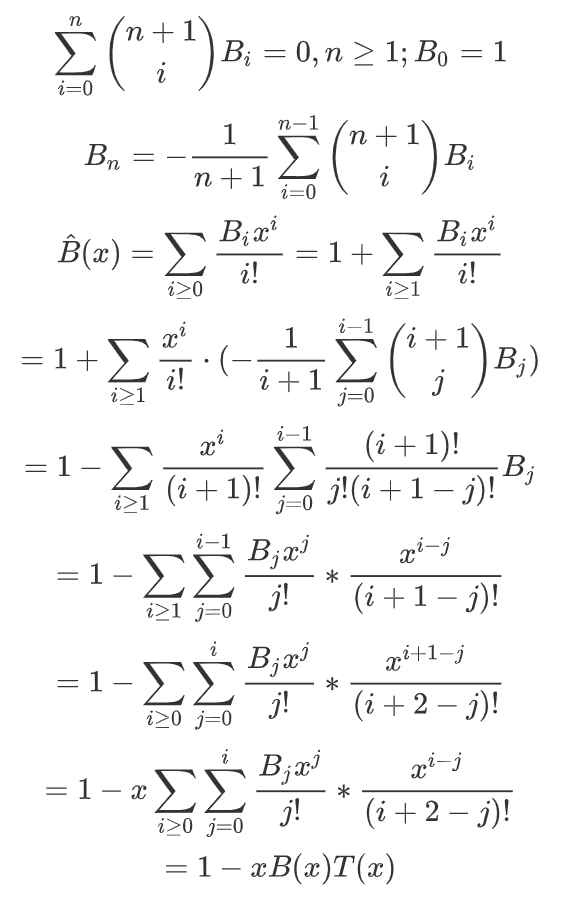 \sum_{i=0}^{n} \binom{n+1}{i} B_i = 0, n \geq 1; B_0 = 1
B_n = -\frac{1}{n+1} \sum_{i=0}^{n-1} \binom{n+1}{i} B_i
\hat{B}(x) = \sum_{i \geq 0} \frac{B_i x^i}{i!} = 1 + \sum_{i \geq 1} \frac{B_i x^i}{i!}
= 1 + \sum_{i \geq 1} \frac{x^i}{i!} \cdot (-\frac{1}{i+1} \sum_{j=0}^{i-1} \binom{i+1}{j} B_j)
= 1 - \sum_{i \geq 1} \frac{x^i}{(i+1)!} \sum_{j=0}^{i-1} \frac{(i+1)!}{j!(i+1-j)!} B_j
= 1 - \sum_{i \geq 1} \sum_{j=0}^{i-1} \frac{B_j x^j}{j!} * \frac{x^{i-j}}{(i+1-j)!}
= 1 - \sum_{i \geq 0} \sum_{j=0}^{i} \frac{B_j x^j}{j!} * \frac{x^{i+1-j}}{(i+2-j)!}
= 1 - x \sum_{i \geq 0} \sum_{j=0}^{i} \frac{B_j x^j}{j!} * \frac{x^{i-j}}{(i+2-j)!}
= 1 - xB(x)T(x)